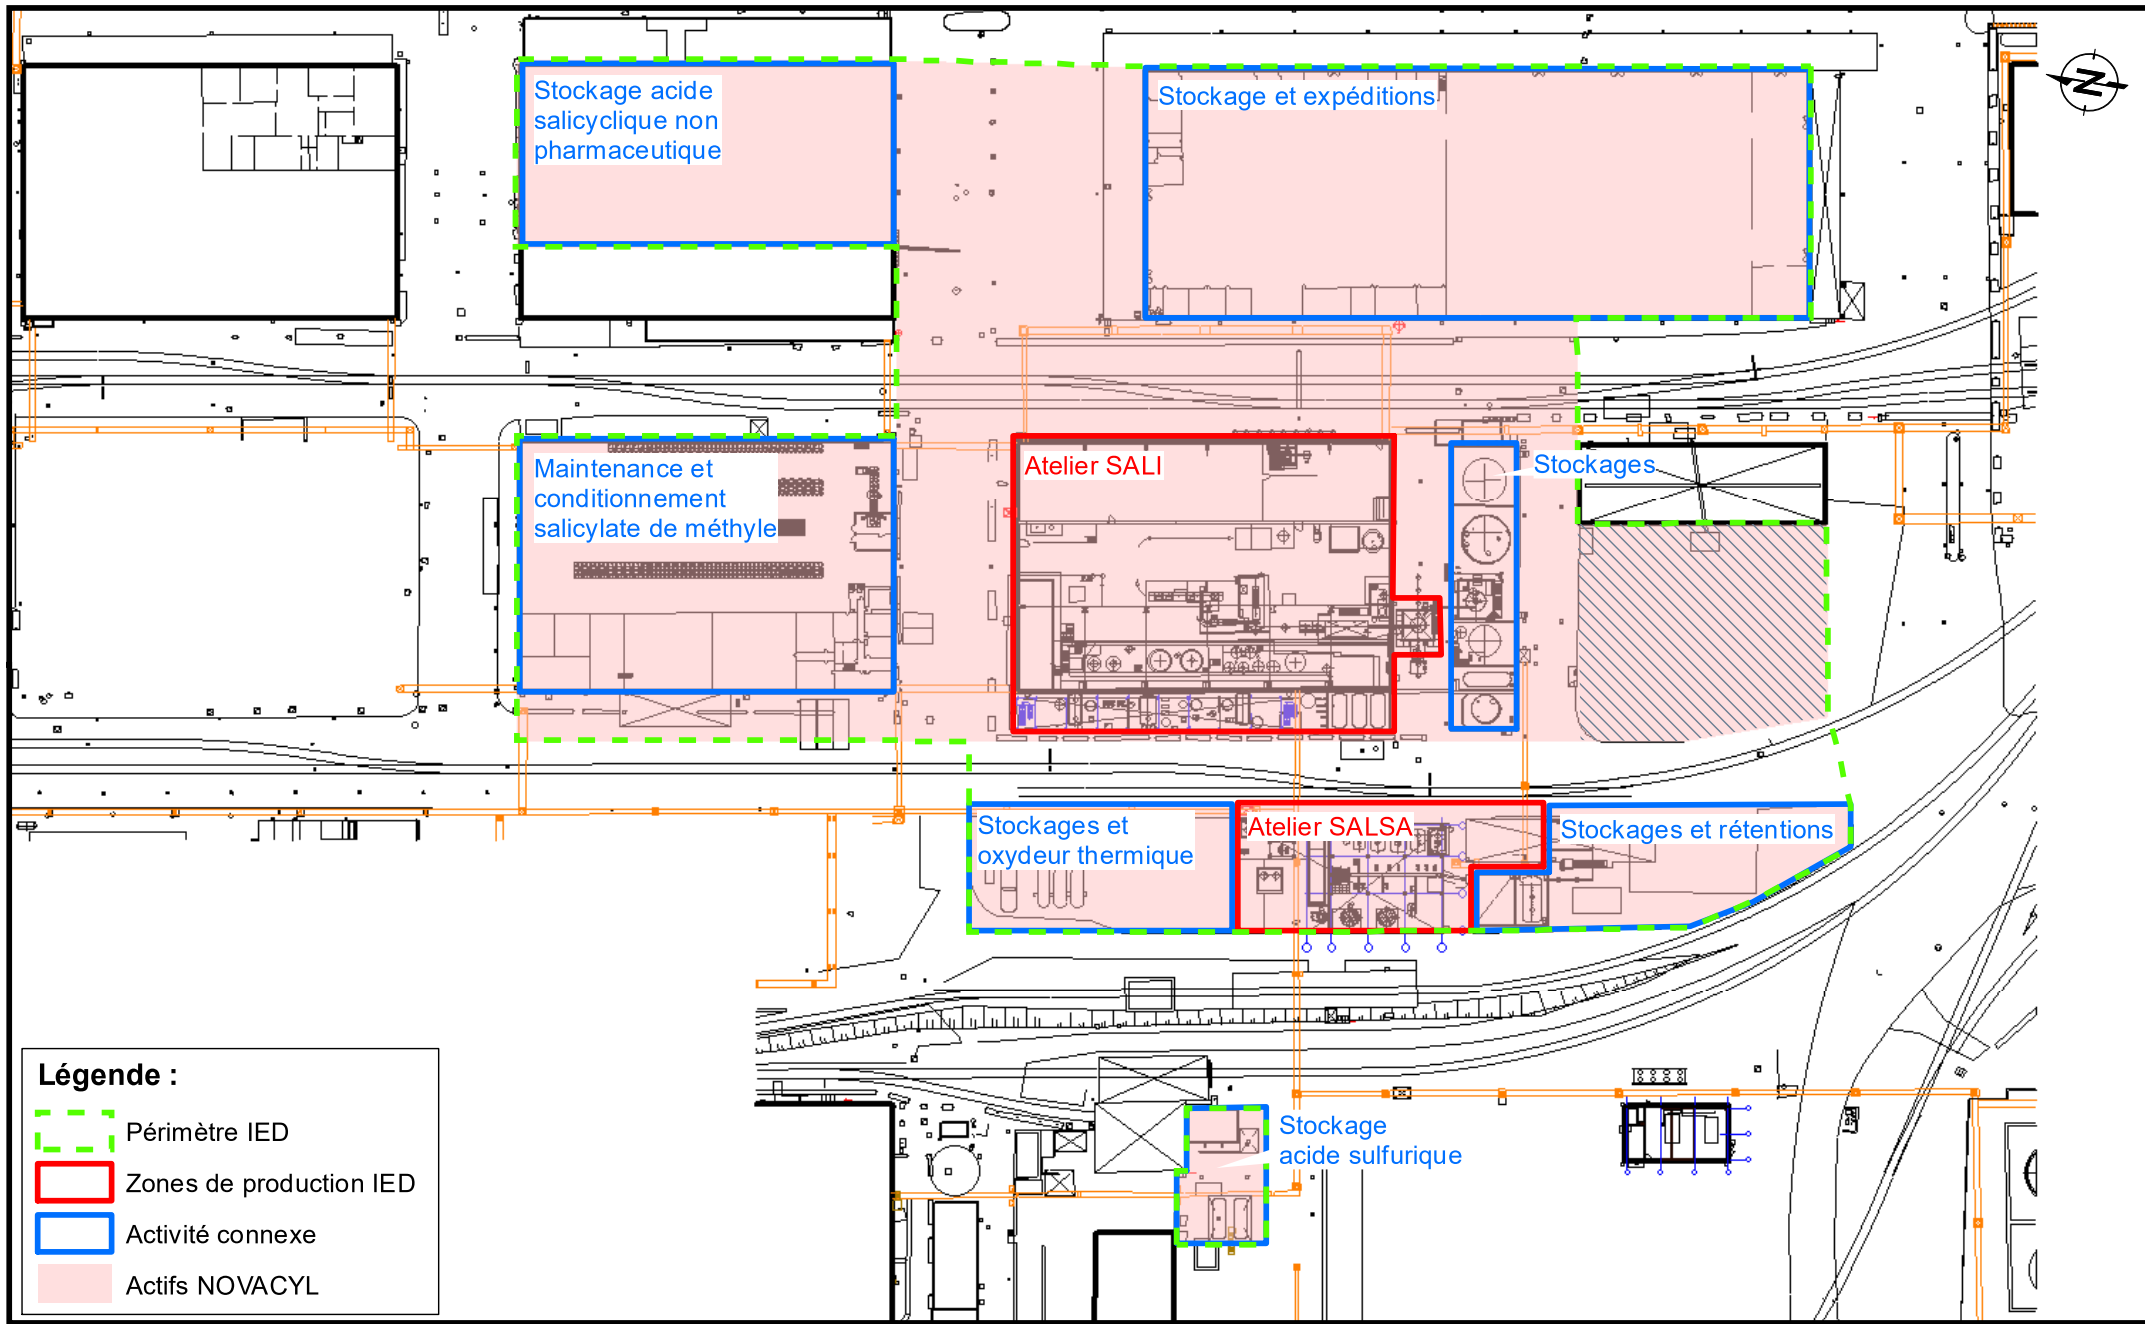 Stockage acide
salicyclique non
pharmaceutique
Stockage et expéditions
N
Maintenance et
conditionnement
salicylate de méthyle
Atelier SALI
Stockages
Stockages et
oxydeur thermique
Atelier SALSA
Stockages et rétentions
Stockage
acide sulfurique
Légende :
Périmètre IED
Zones de production IED
Activité connexe
Actifs NOVACYL